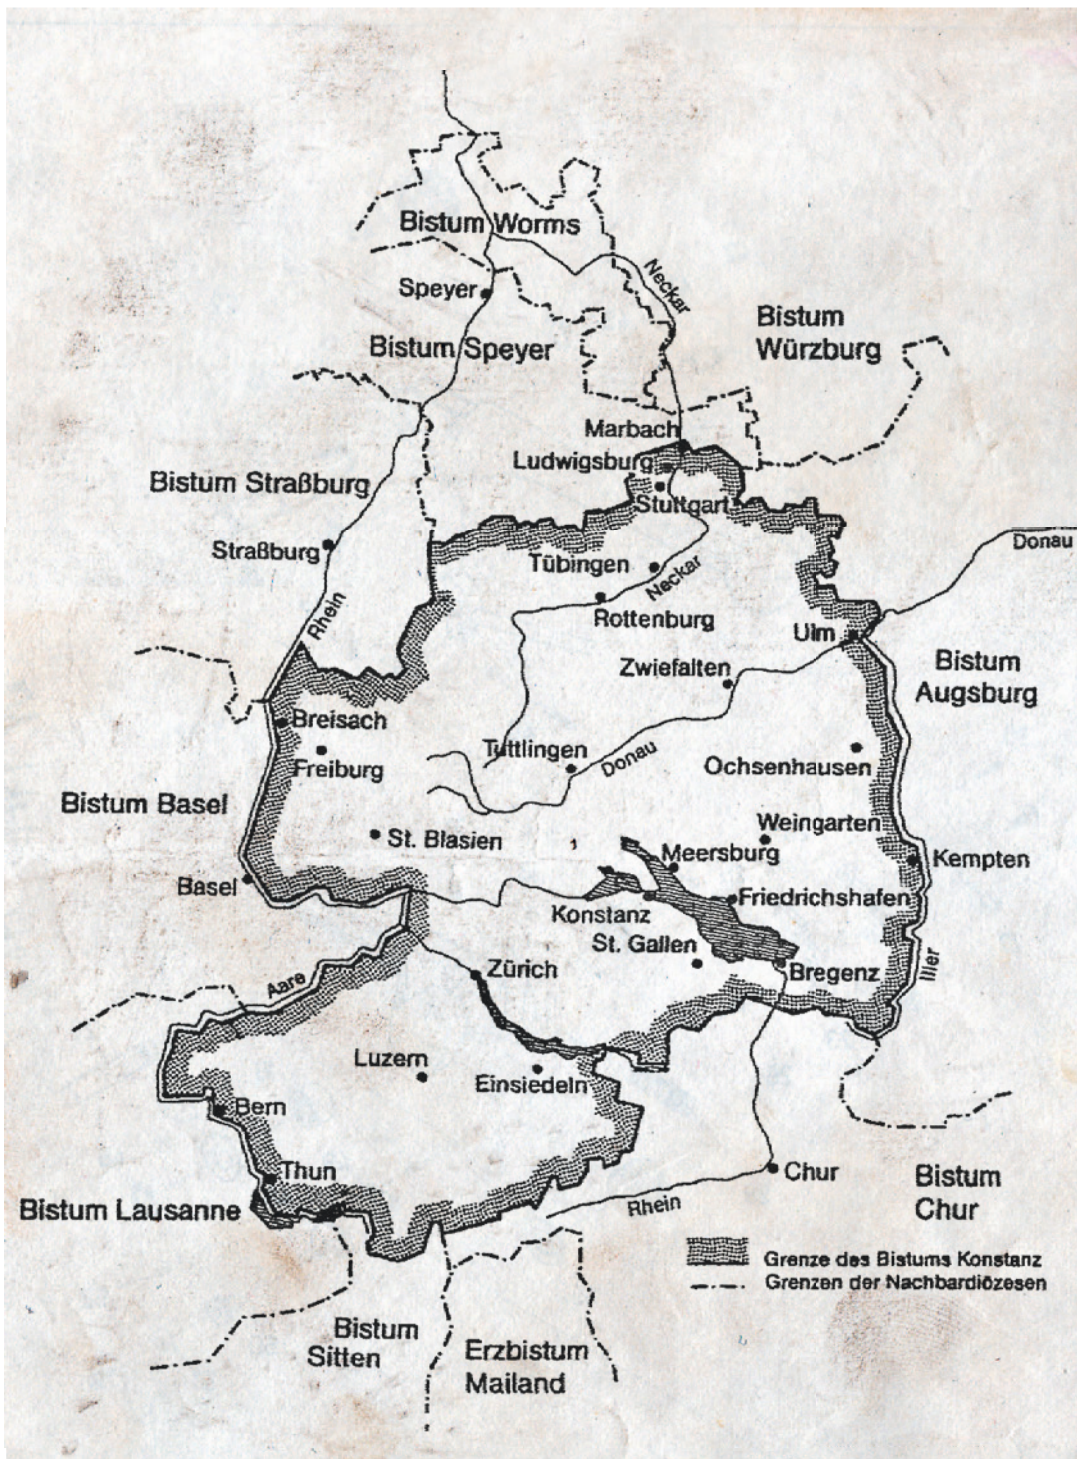 Bistum Worms
Neckar
Speyer
Bistum
Würzburg
Bistum Speyer
Marbach
Ludwigsburg
Bistum Straßburg
Stuttgart
Straßburg
Donau
Tübingen
Neckar
Rhein
Rottenburg
Ulm
Zwiefalten
Bistum
Augsburg
Breisach
Tuttlingen
Donau
Freiburg
Ochsenhausen
Bistum Basel
Weingarten
St. Blasien
Meersburg
Kempten
Basel
Friedrichshafen
Konstanz
St. Gallen
Zürich
Bregenz
Iller
Aare
Luzern
Einsiedeln
Bern
Thun
Chur
Bistum
Chur
Bistum Lausanne
Rhein
Grenze des Bistums Konstanz
Grenzen der Nachbardiözesen
Bistum
Sitten
Erzbistum
Mailand